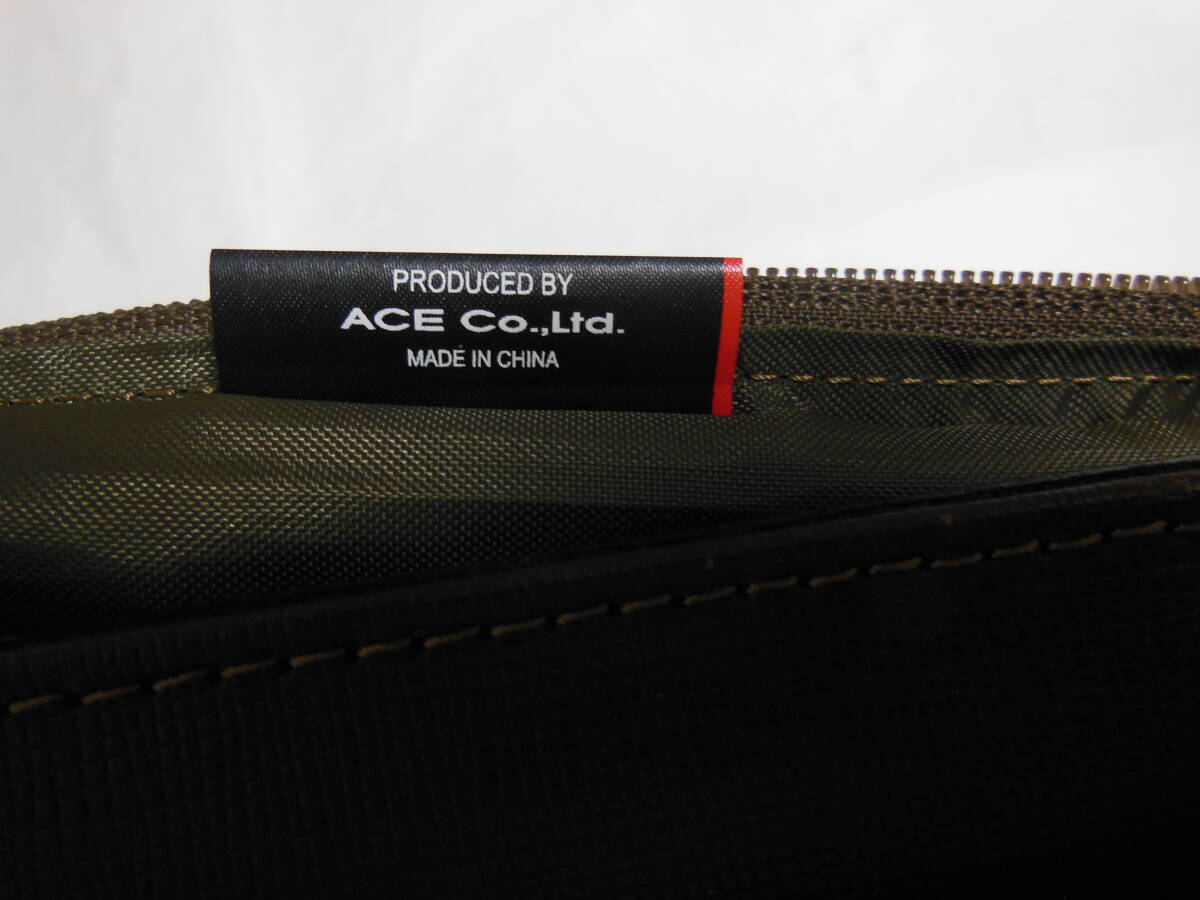 PRODUCED BY
ACE Co.,Ltd.
MADE IN CHINA